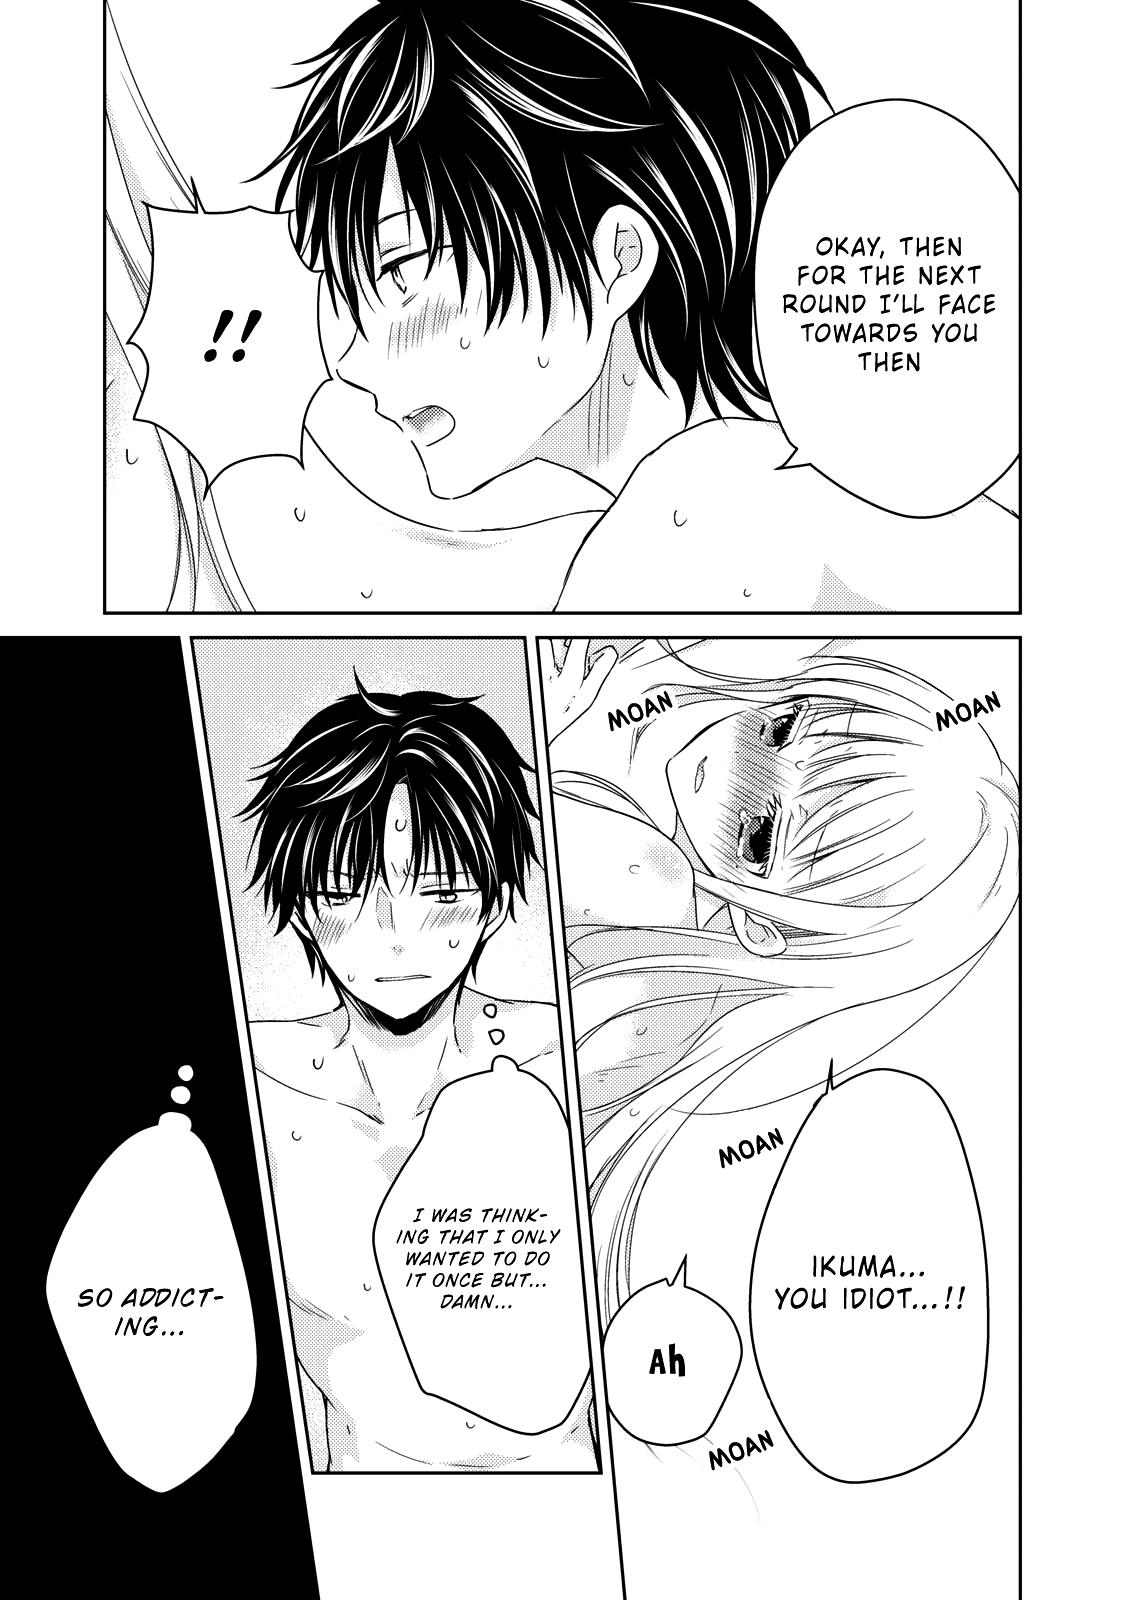 OKAY, THEN
FOR THE NEXT
ROUND I'LL FACE
TOWARDS YOU
THEN
!!
MOAN
MOAN
IKUMA...
YOU IDIOT...!!
MOAN
Ah
MOAN
I WAS THINK-
ING THAT I ONLY
WANTED TO DO
IT ONCE BUT...
DAMN...
SO ADDICT-
ING...